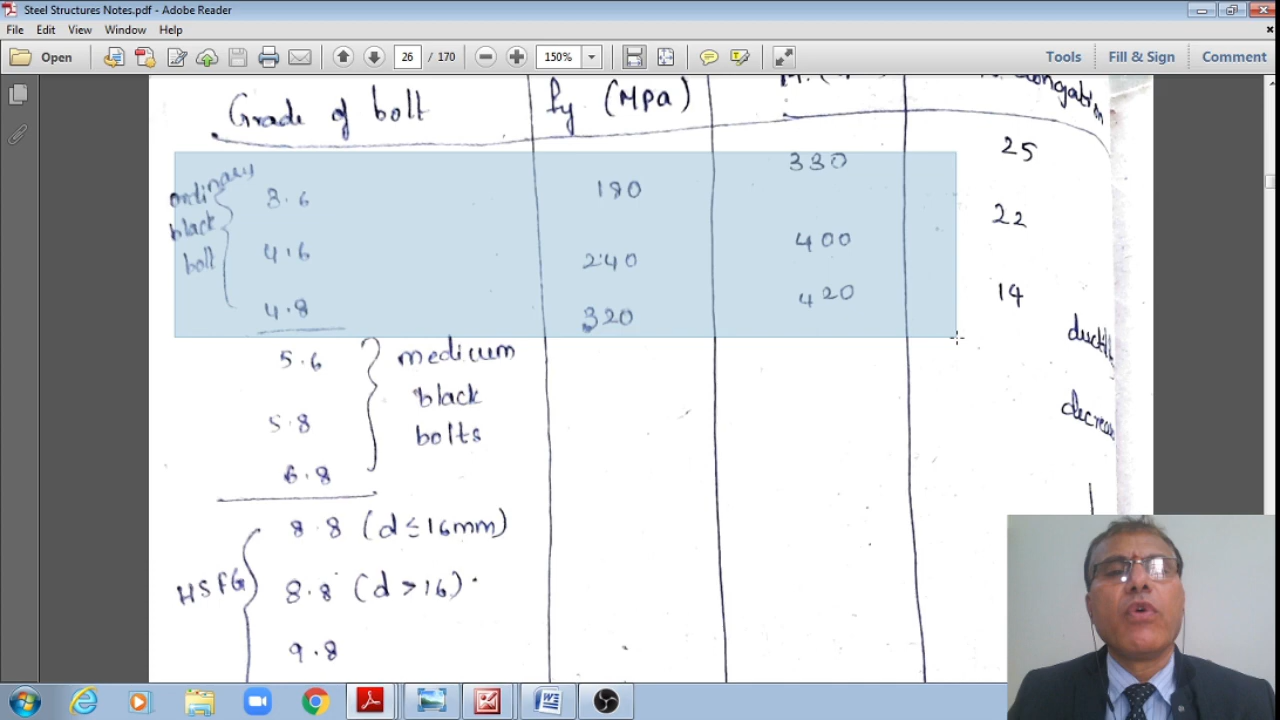 Steel Structures Notes.pdf - Adobe Reader
File Edit View Window Help
Open 26 / 170 150% Tools Fill & Sign Comment
Grade of bolt fy (MPa)
ordinary black bolt
3.6 180 330 25
4.6 240 400 22
4.8 320 420 14
5.6
5.8
6.8
medium
black
bolts
HSFG
8.8 (d ≤ 16mm)
8.8 (d > 16)
9.8